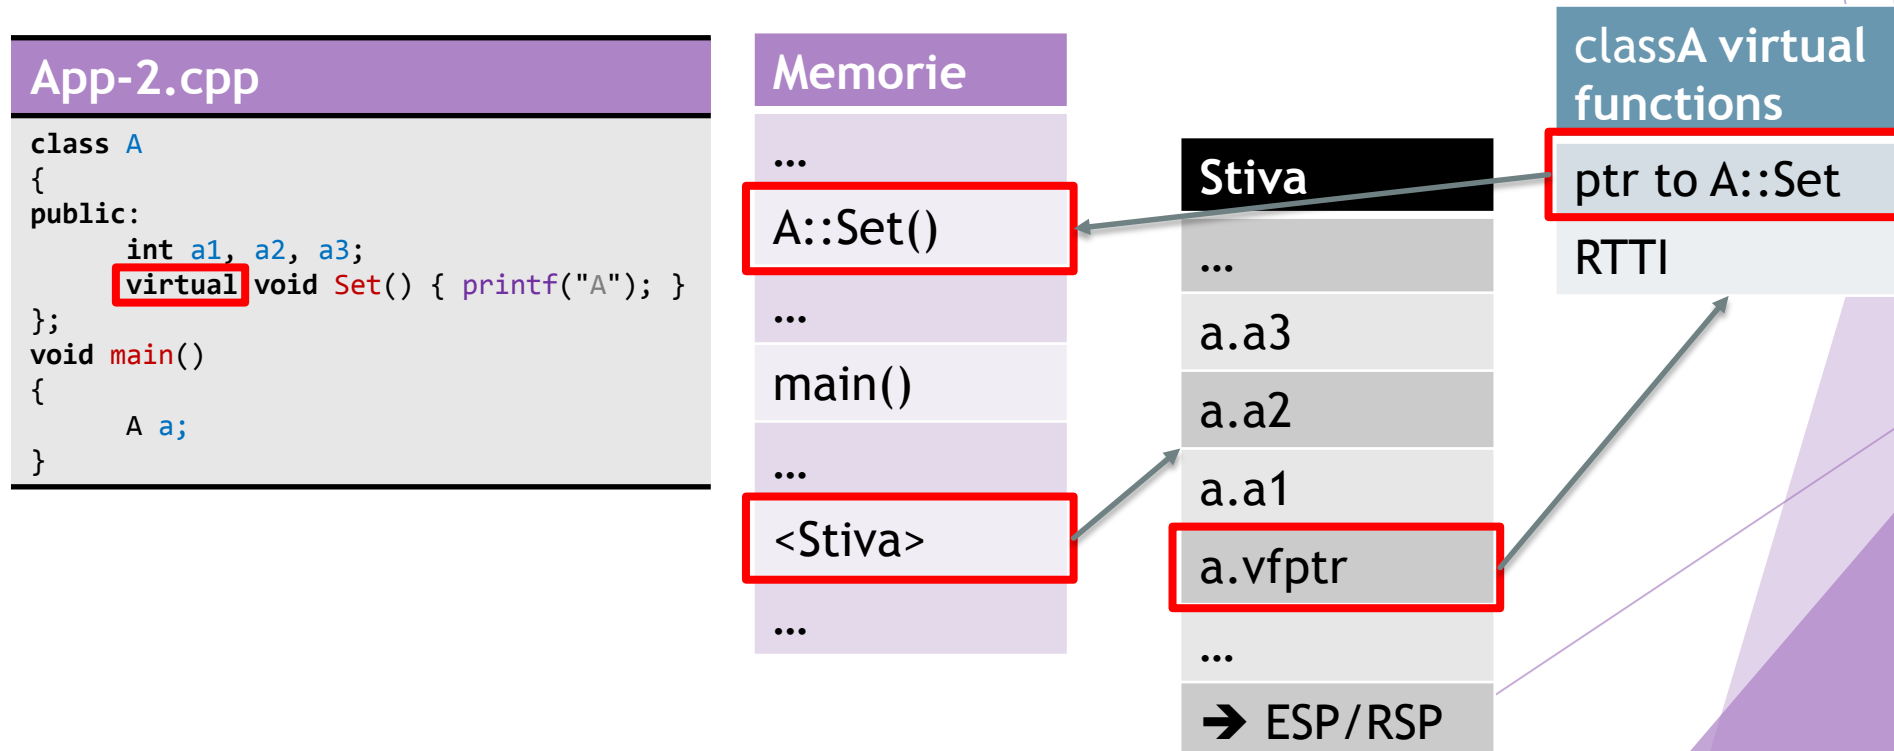 App-2.cpp
class A
{
public:
int a1, a2, a3;
virtual void Set() { printf("A"); }
};
void main()
{
A a;
}
Memorie
...
A::Set()
...
main()
...
<Stiva>
...
Stiva
...
a.a3
a.a2
a.a1
a.vfptr
...
➔ ESP/RSP
classA virtual
functions
ptr to A::Set
RTTI